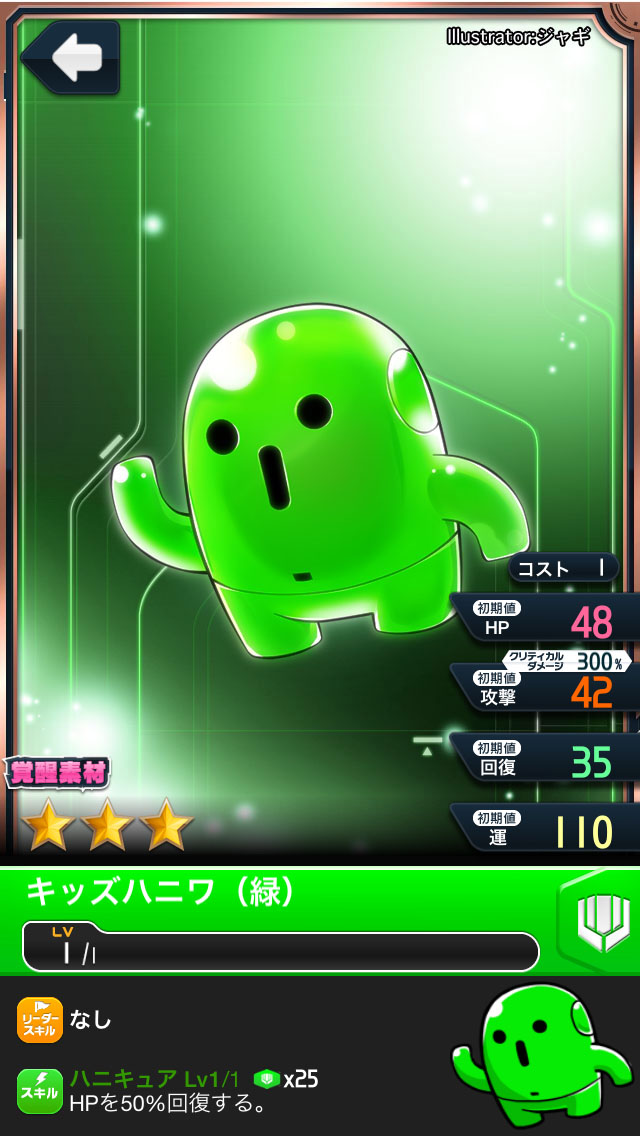 Illustrator:ジャギ
コスト 1
初期値
HP 48
クリティカル
ダメージ 300%
初期値
攻撃 42
初期値
回復 35
初期値
運 110
覚醒素材
キッズハニワ（緑）
LV
1/1
リーダー
スキル なし
スキル ハニキュア Lv1/1 x25
HPを50%回復する。